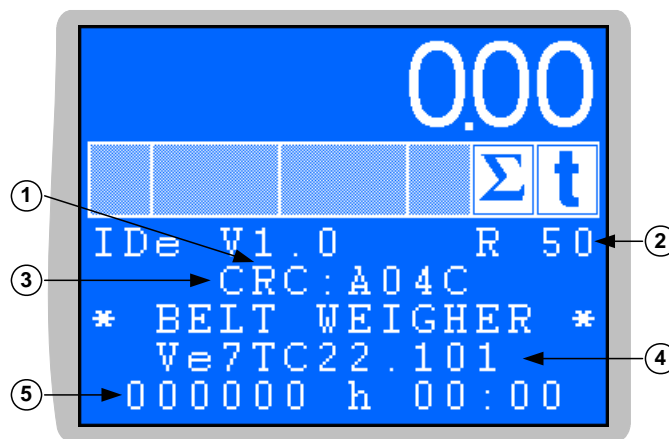 0.00
Σ t
IDe V1.0 R 50
CRC:A04C
* BELT WEIGHER *
Ve7TC22.101
000000 h 00:00
1
2
3
4
5